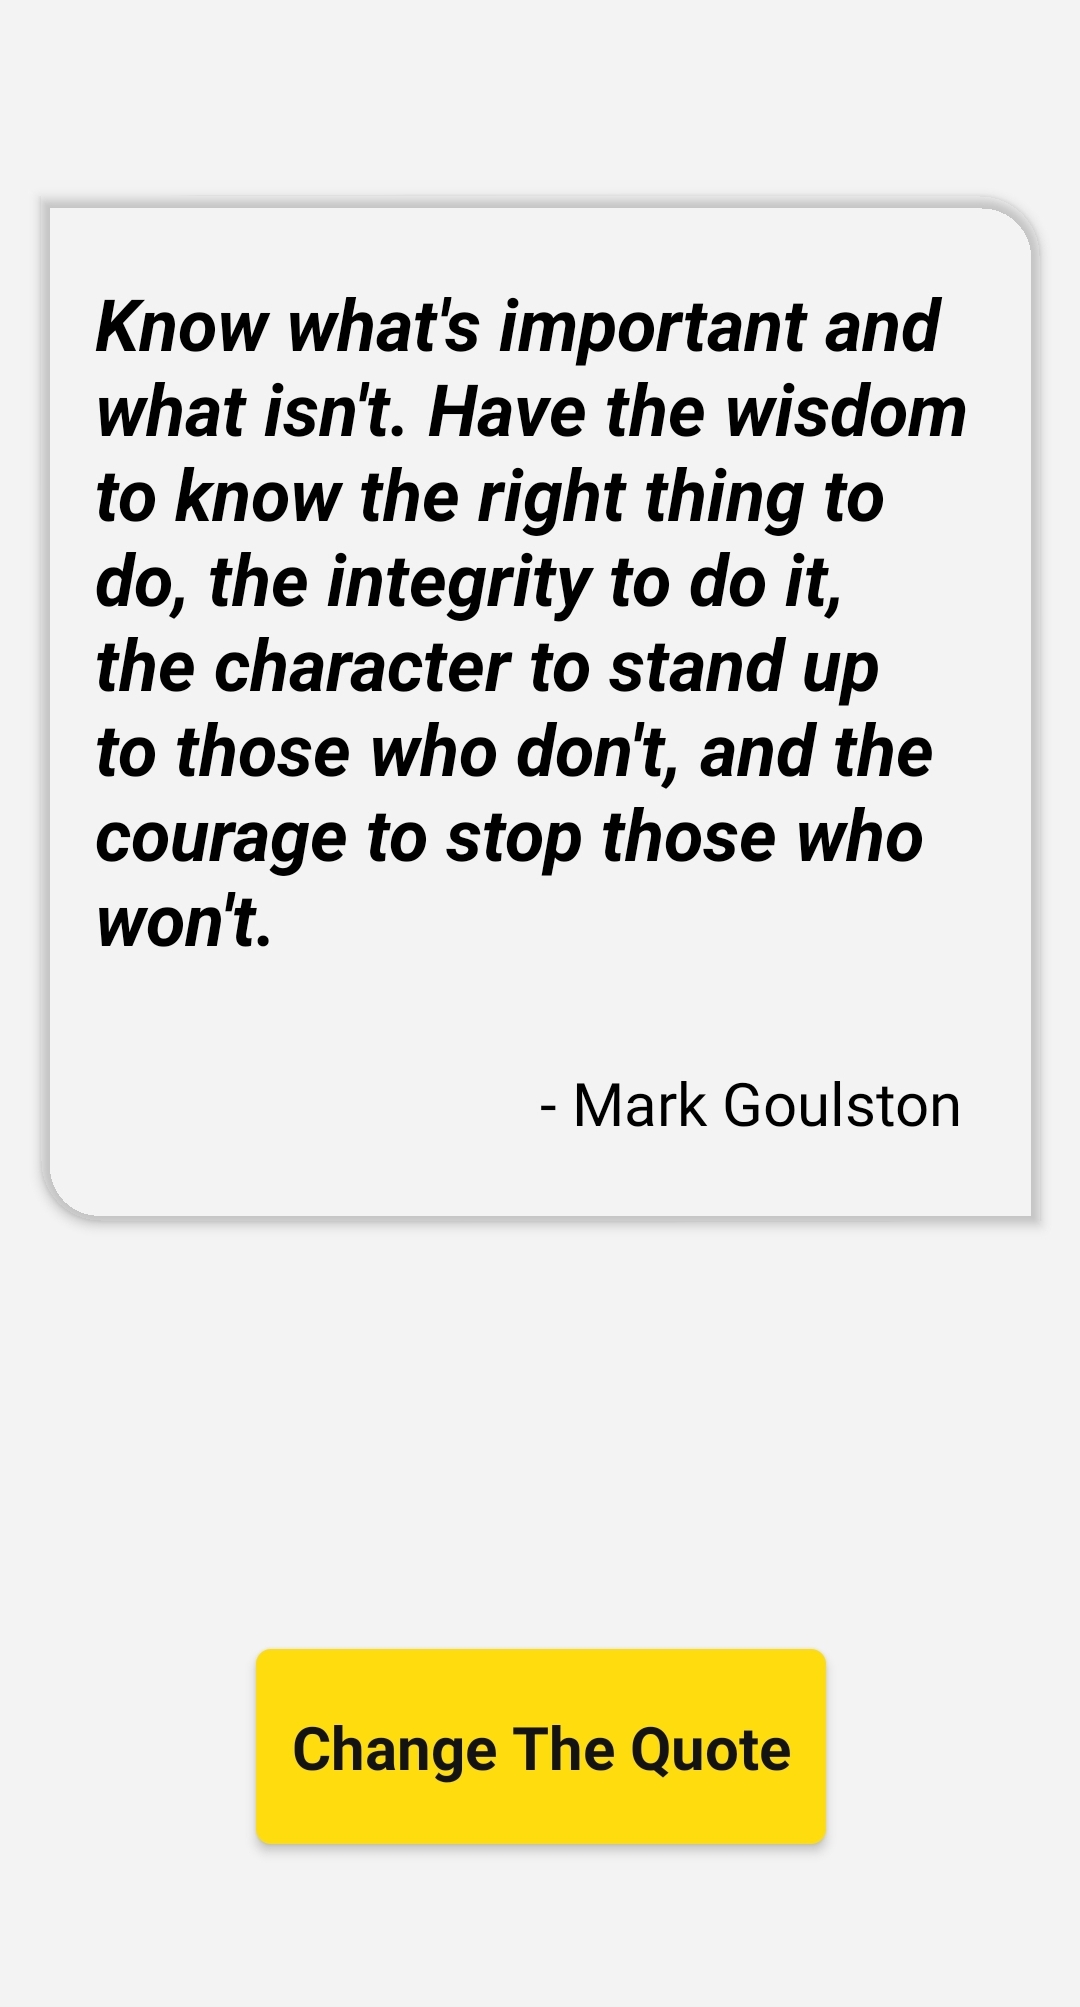 Know what's important and
what isn't. Have the wisdom
to know the right thing to
do, the integrity to do it,
the character to stand up
to those who don't, and the
courage to stop those who
won't.
- Mark Goulston
Change The Quote